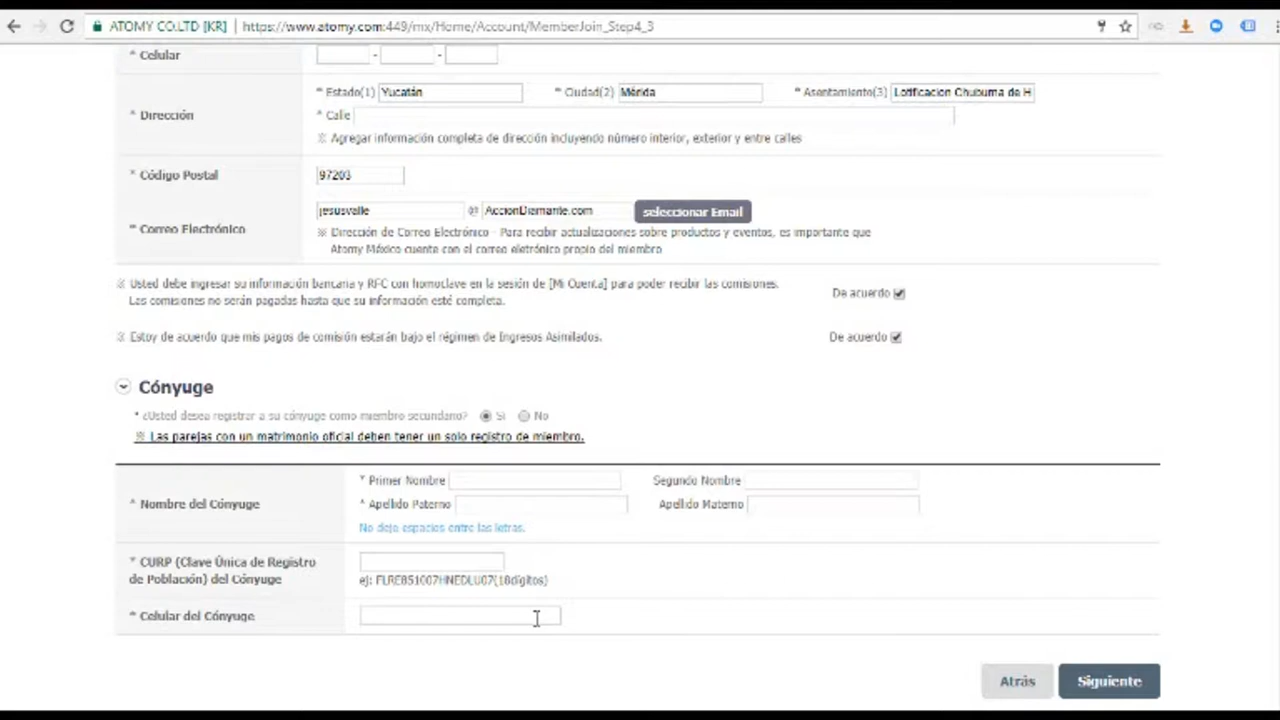 ATOMY CO.LTD [KR] https://www.atomy.com:449/mx/Home/Account/MemberJoin_Step4_3
* Celular - -
* Dirección
* Estado(1) Yucatán * Ciudad(2) Mérida * Asentamiento(3) Lotificacion Chuburna de H
* Calle
※ Agregar información completa de dirección incluyendo número interior, exterior y entre calles
* Código Postal 97203
* Correo Electrónico
jesusvalle @ AccionDiamante.com seleccionar Email
※ Dirección de Correo Electrónico - Para recibir actualizaciones sobre productos y eventos, es importante que
Atomy México cuente con el correo eletrónico propio del miembro
※ Usted debe ingresar su información bancaria y RFC con homoclave en la sesión de [Mi Cuenta] para poder recibir las comisiones.
Las comisiones no serán pagadas hasta que su información esté completa.
De acuerdo
※ Estoy de acuerdo que mis pagos de comisión estarán bajo el régimen de Ingresos Asimilados.
De acuerdo
Cónyuge
* ¿Usted desea registrar a su cónyuge como miembro secundario? Si No
※ Las parejas con un matrimonio oficial deben tener un solo registro de miembro.
* Nombre del Cónyuge
* Primer Nombre Segundo Nombre
* Apellido Paterno Apellido Materno
No deje espacios entre las letras.
* CURP (Clave Única de Registro
de Población) del Cónyuge
ej: FLRE851007HNEDLU07(18digitos)
* Celular del Cónyuge
Atrás Siguiente